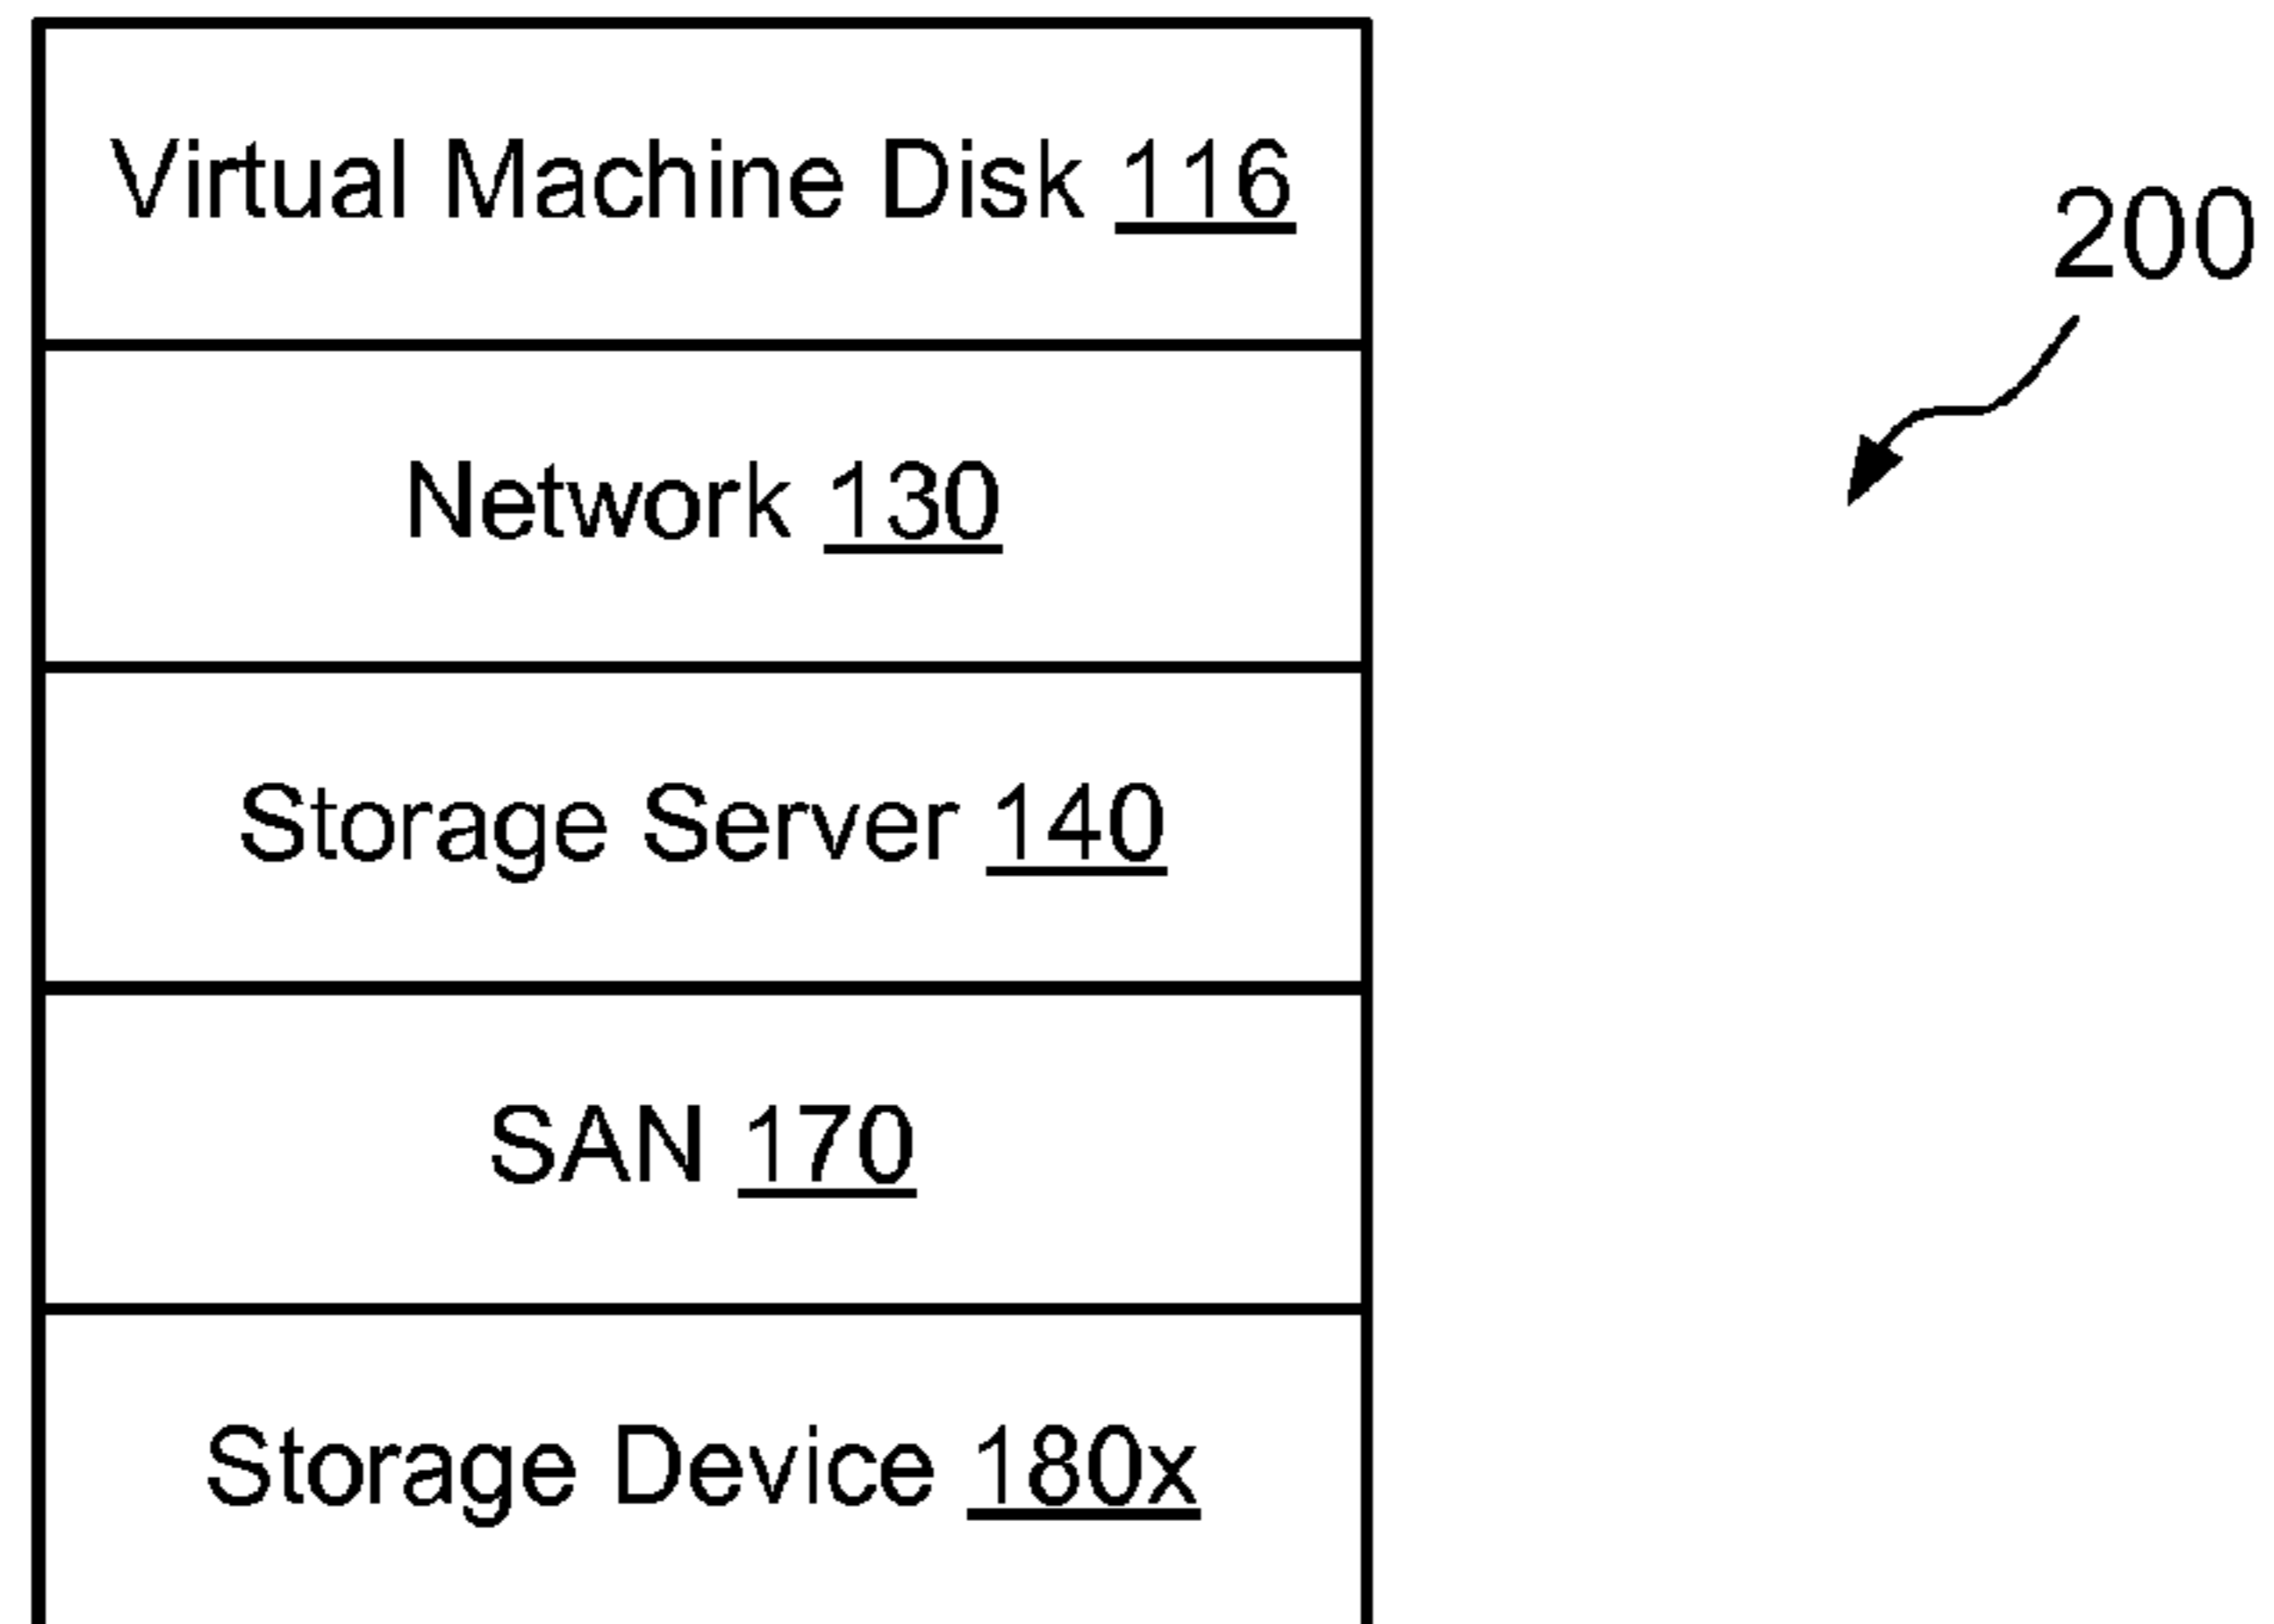 Virtual Machine Disk 116
200
Network 130
Storage Server 140
SAN 170
Storage Device 180x